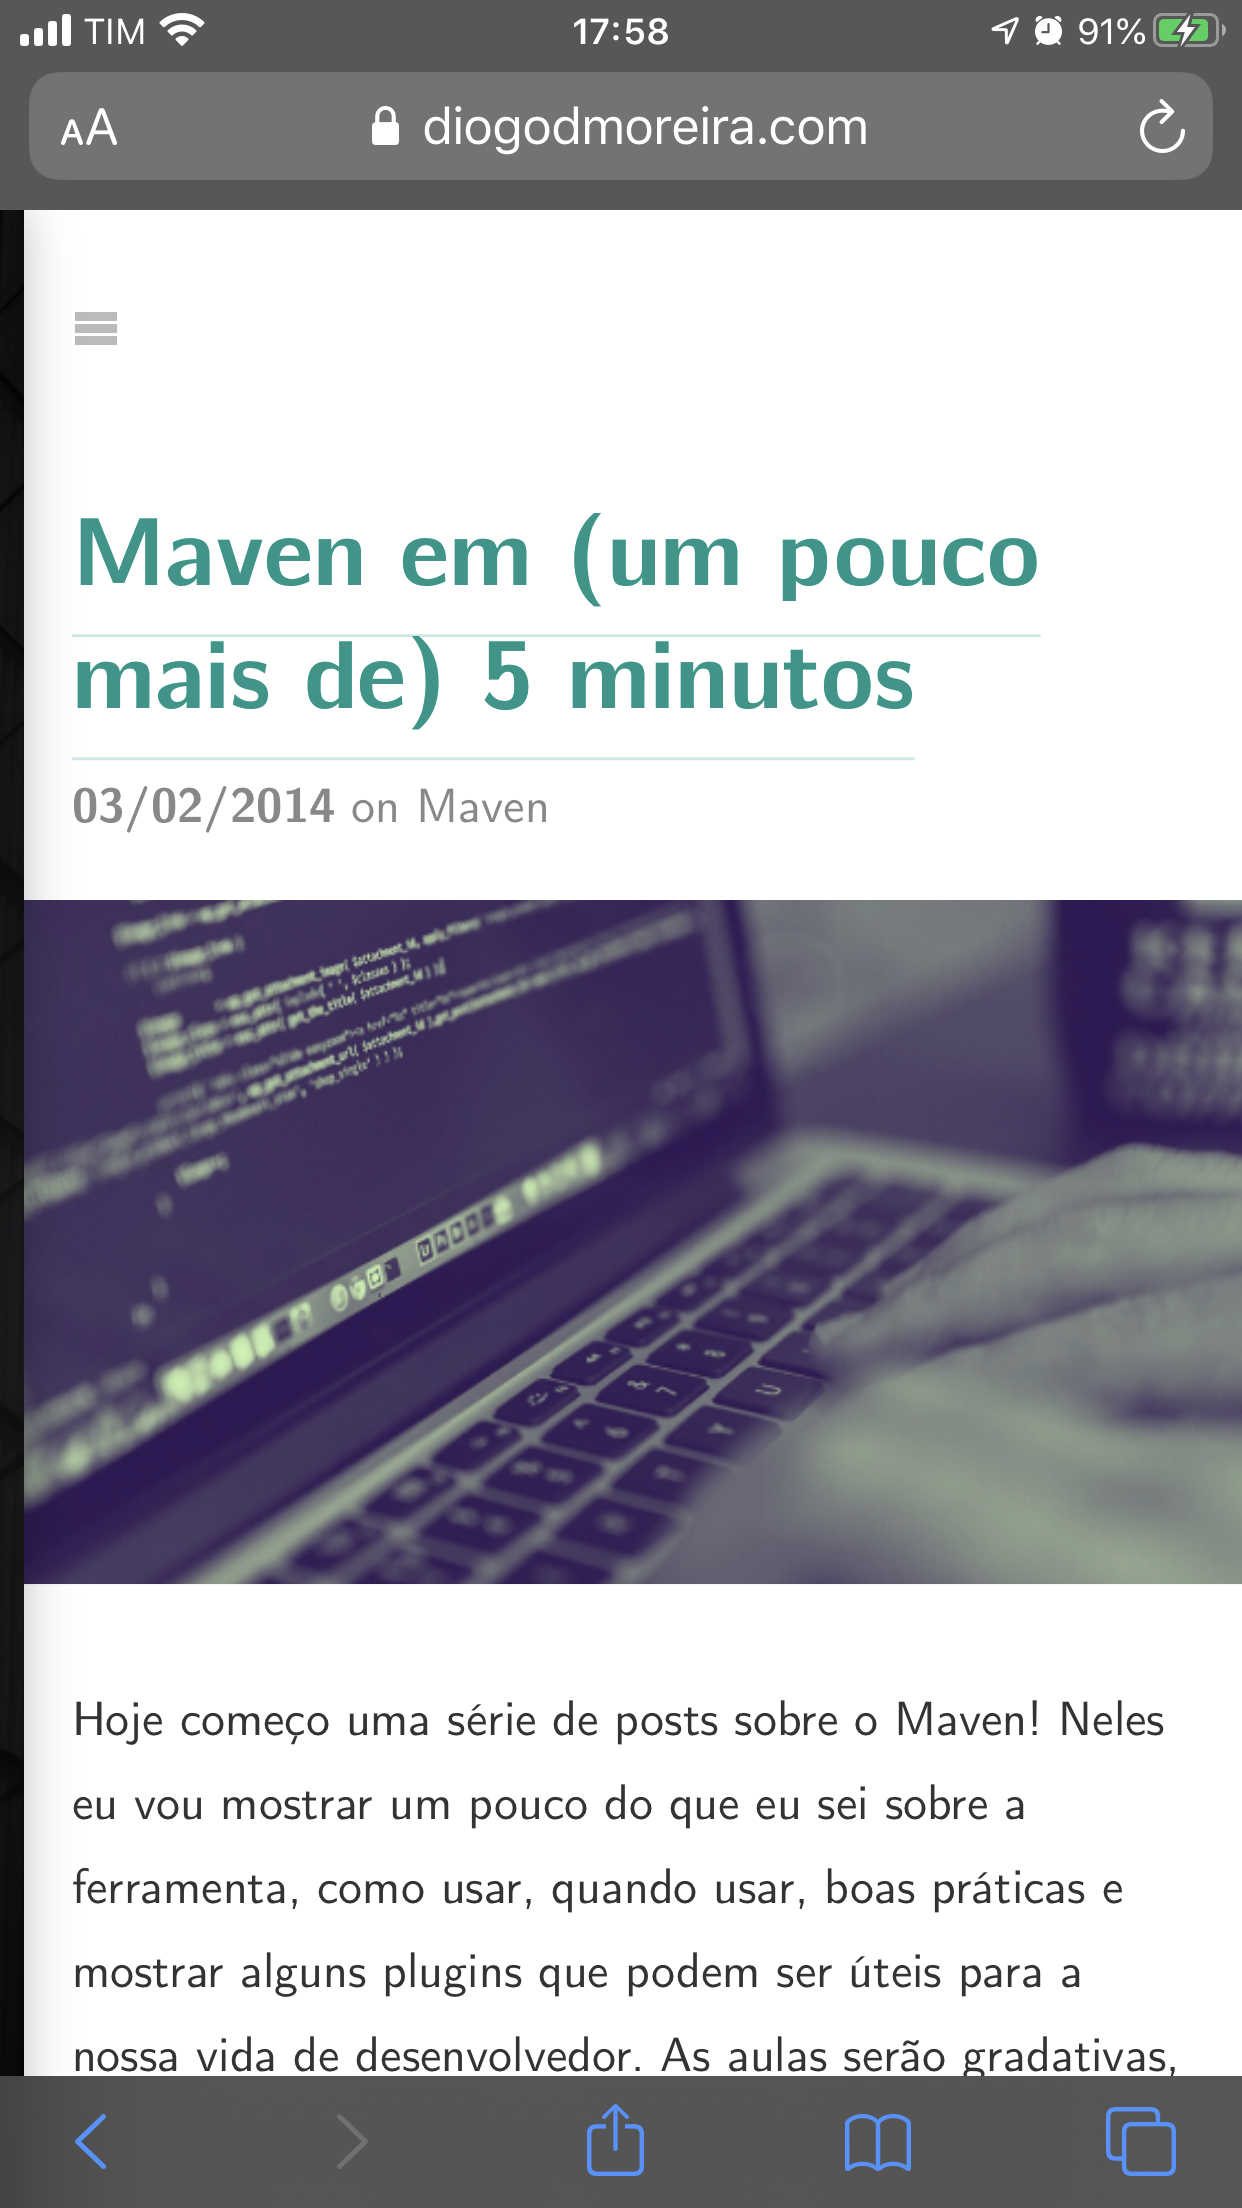 TIM
17:58
91%
AA
diogodmoreira.com
Maven em (um pouco
mais de) 5 minutos
03/02/2014 on Maven
Hoje começo uma série de posts sobre o Maven! Neles
eu vou mostrar um pouco do que eu sei sobre a
ferramenta, como usar, quando usar, boas práticas e
mostrar alguns plugins que podem ser úteis para a
nossa vida de desenvolvedor. As aulas serão gradativas,